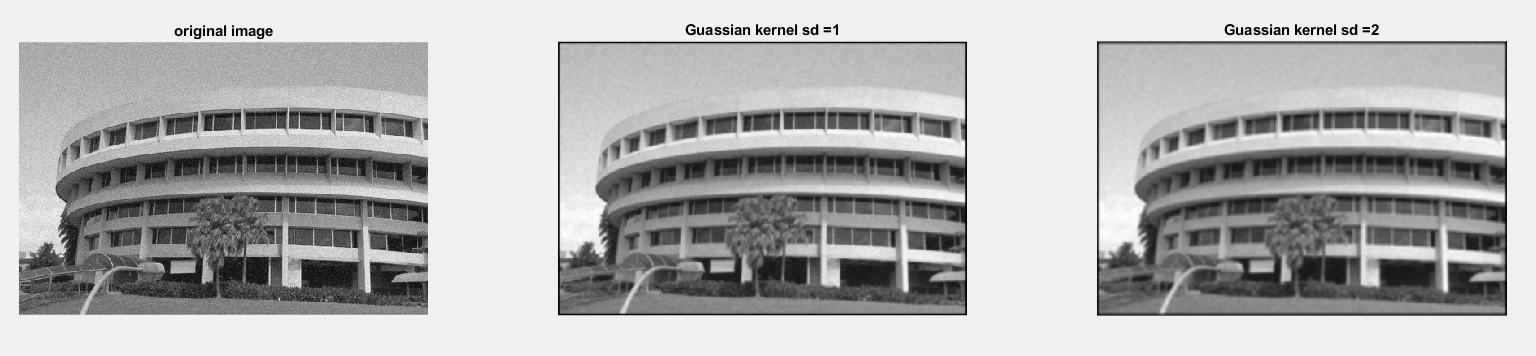 original image
Guassian kernel sd =1
Guassian kernel sd =2